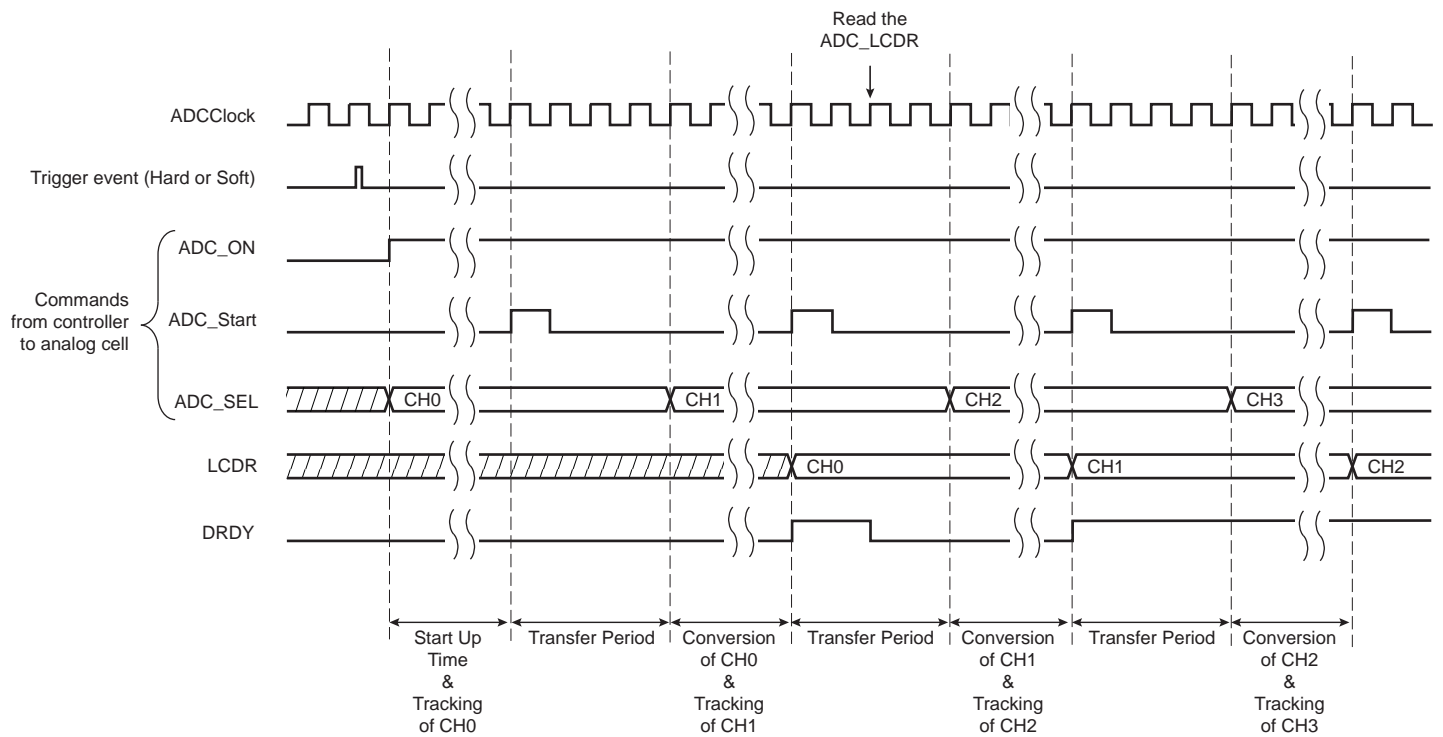 Read the
ADC_LCDR
ADCClock
Trigger event (Hard or Soft)
ADC_ON
Commands
from controller
to analog cell
ADC_Start
ADC_SEL
CH0
CH1
CH2
CH3
LCDR
CH0
CH1
CH2
DRDY
Start Up
Time
&
Tracking
of CH0
Transfer Period
Conversion
of CH0
&
Tracking
of CH1
Transfer Period
Conversion
of CH1
&
Tracking
of CH2
Transfer Period
Conversion
of CH2
&
Tracking
of CH3